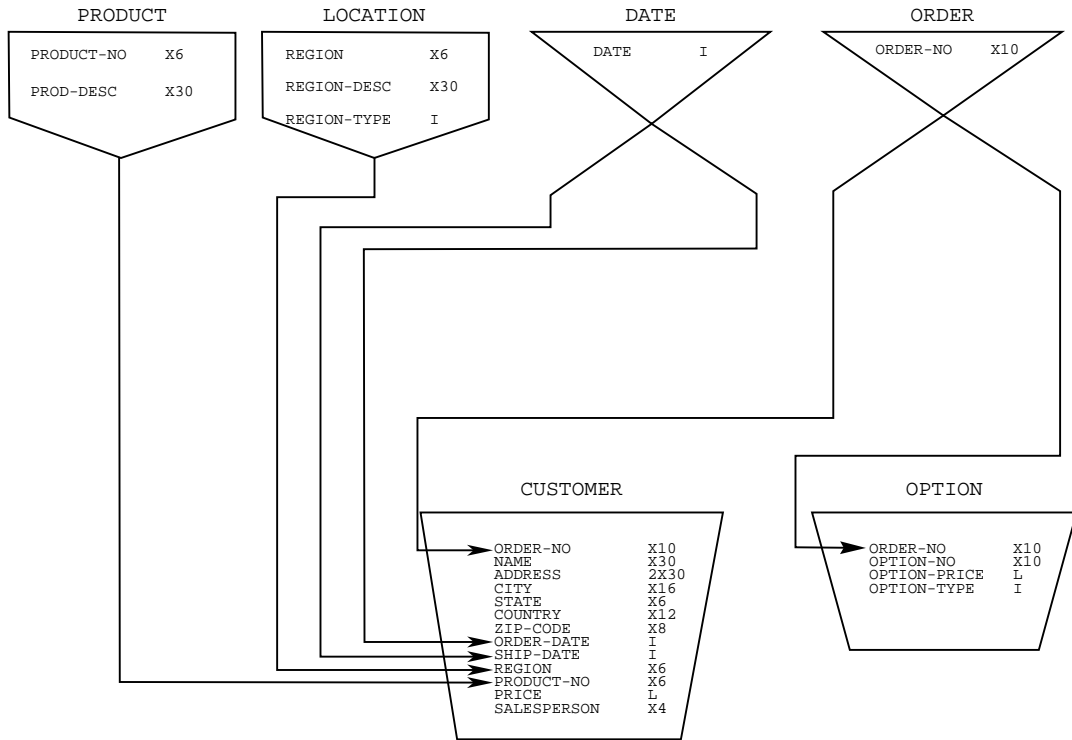 PRODUCT
PRODUCT-NO X6
PROD-DESC X30
LOCATION
REGION X6
REGION-DESC X30
REGION-TYPE I
DATE
DATE I
ORDER
ORDER-NO X10
CUSTOMER
ORDER-NO X10
NAME X30
ADDRESS 2X30
CITY X16
STATE X6
COUNTRY X12
ZIP-CODE X8
ORDER-DATE I
SHIP-DATE I
REGION X6
PRODUCT-NO X6
PRICE L
SALESPERSON X4
OPTION
ORDER-NO X10
OPTION-NO X10
OPTION-PRICE L
OPTION-TYPE I